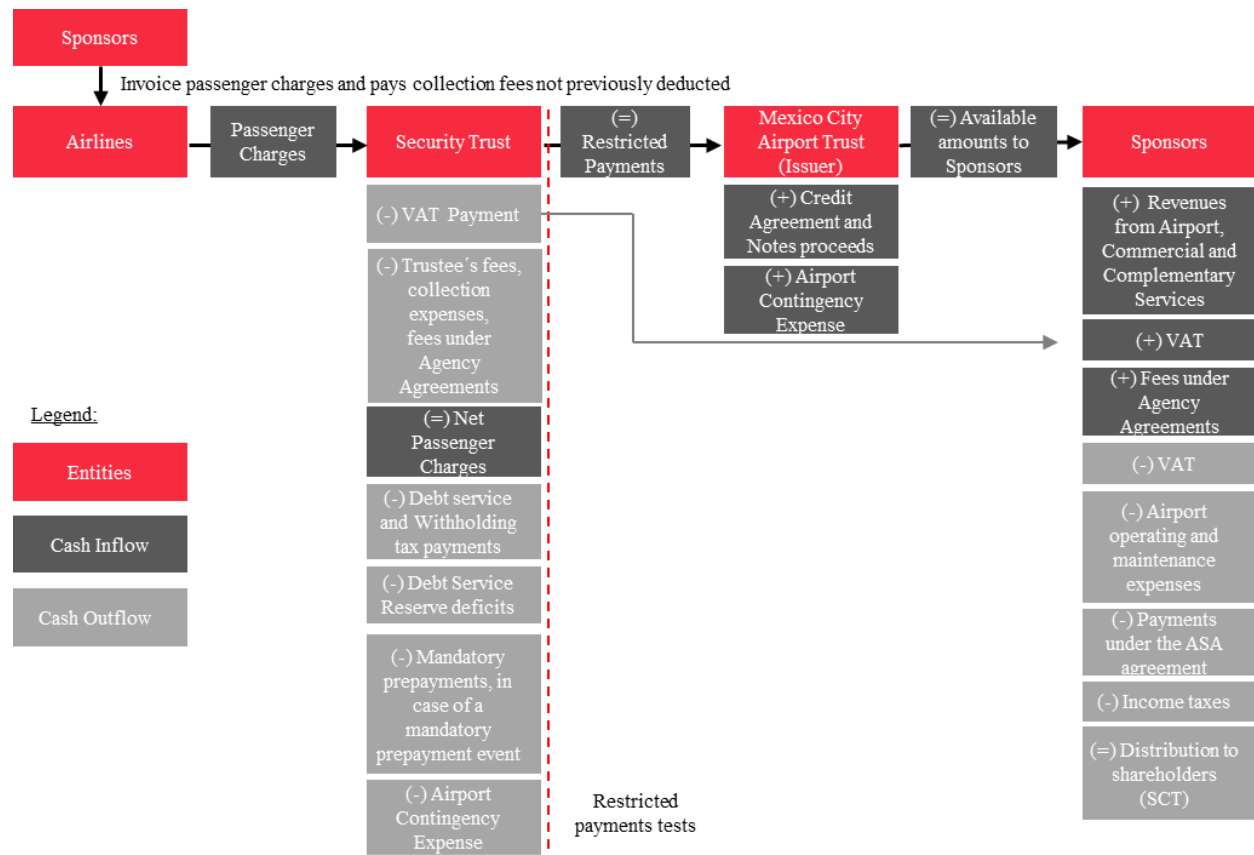 Sponsors
Invoice passenger charges and pays collection fees not previously deducted
Airlines
Passenger
Charges
Security Trust
(=)
Restricted
Payments
Mexico City
Airport Trust
(Issuer)
(=) Available
amounts to
Sponsors
Sponsors
(-) VAT Payment
(-) Trustee´s fees,
collection
expenses,
fees under
Agency
Agreements
(=) Net
Passenger
Charges
(-) Debt service
and Withholding
tax payments
(-) Debt Service
Reserve deficits
(-) Mandatory
prepayments, in
case of a
mandatory
prepayment event
(-) Airport
Contingency
Expense
Restricted
payments tests
(+) Credit
Agreement and
Notes proceeds
(+) Airport
Contingency
Expense
(+) Revenues
from Airport,
Commercial and
Complementary
Services
(+) VAT
(+) Fees under
Agency
Agreements
(-) VAT
(-) Airport
operating and
maintenance
expenses
(-) Payments
under the ASA
agreement
(-) Income taxes
(=) Distribution to
shareholders
(SCT)
Legend:
Entities
Cash Inflow
Cash Outflow